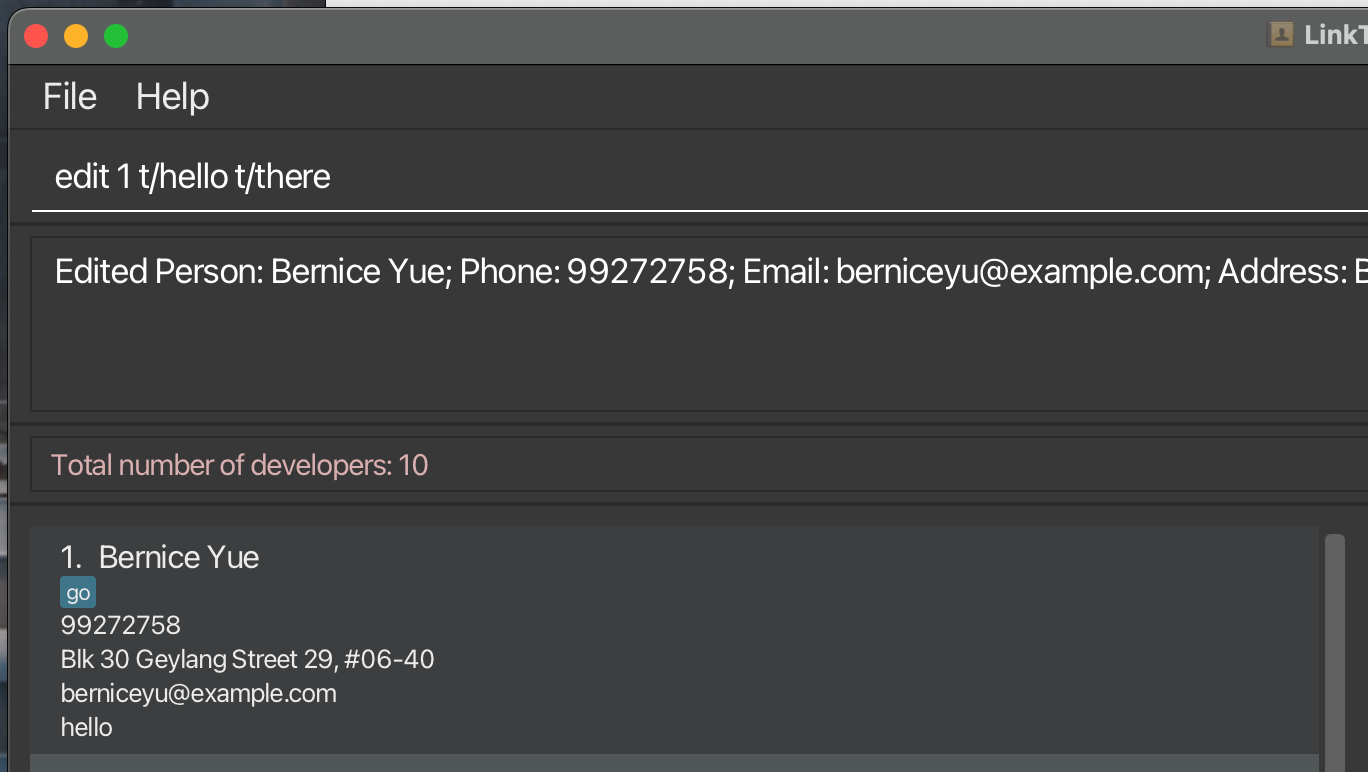 LinkT
File Help
edit 1 t/hello t/there
Edited Person: Bernice Yue; Phone: 99272758; Email: berniceyu@example.com; Address: B
Total number of developers: 10
1. Bernice Yue
go
99272758
Blk 30 Geylang Street 29, #06-40
berniceyu@example.com
hello